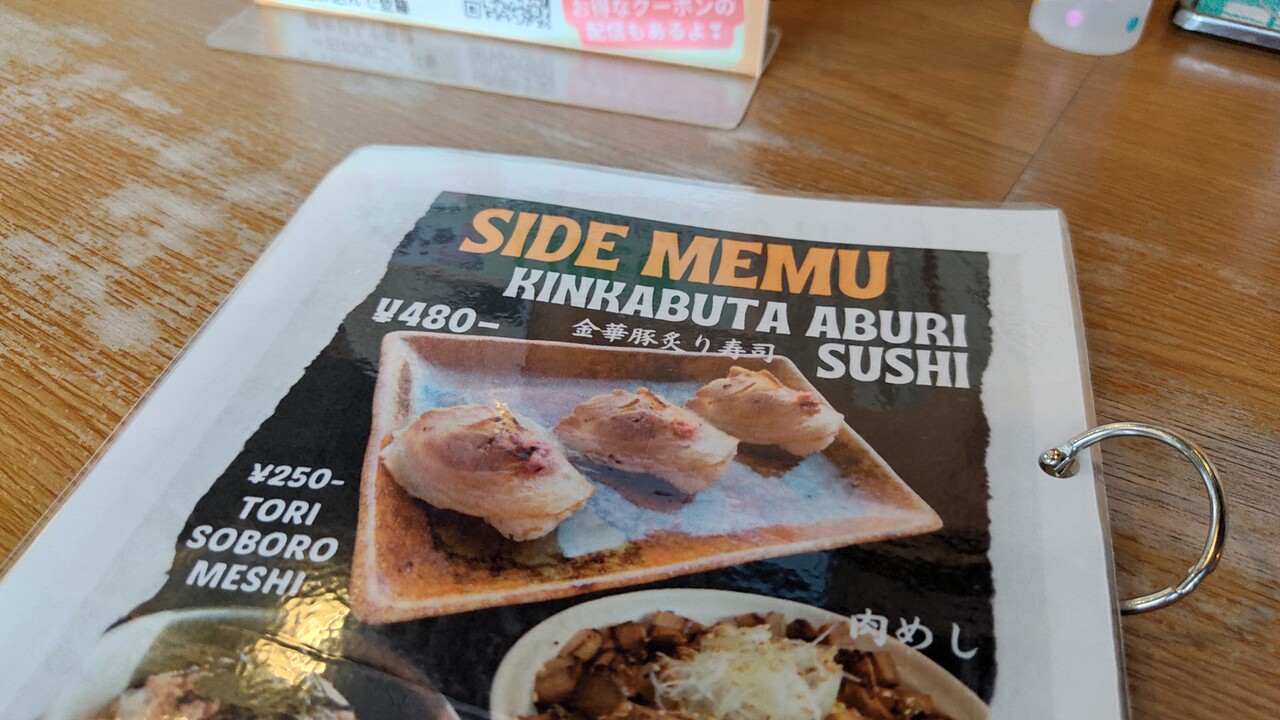 お得なクーポンの
配信もあるよ❣
SIDE MEMU
KINKABUTA ABURI
SUSHI
¥480-
金華豚炙り寿司
¥250-
TORI
SOBORO
MESHI
肉めし